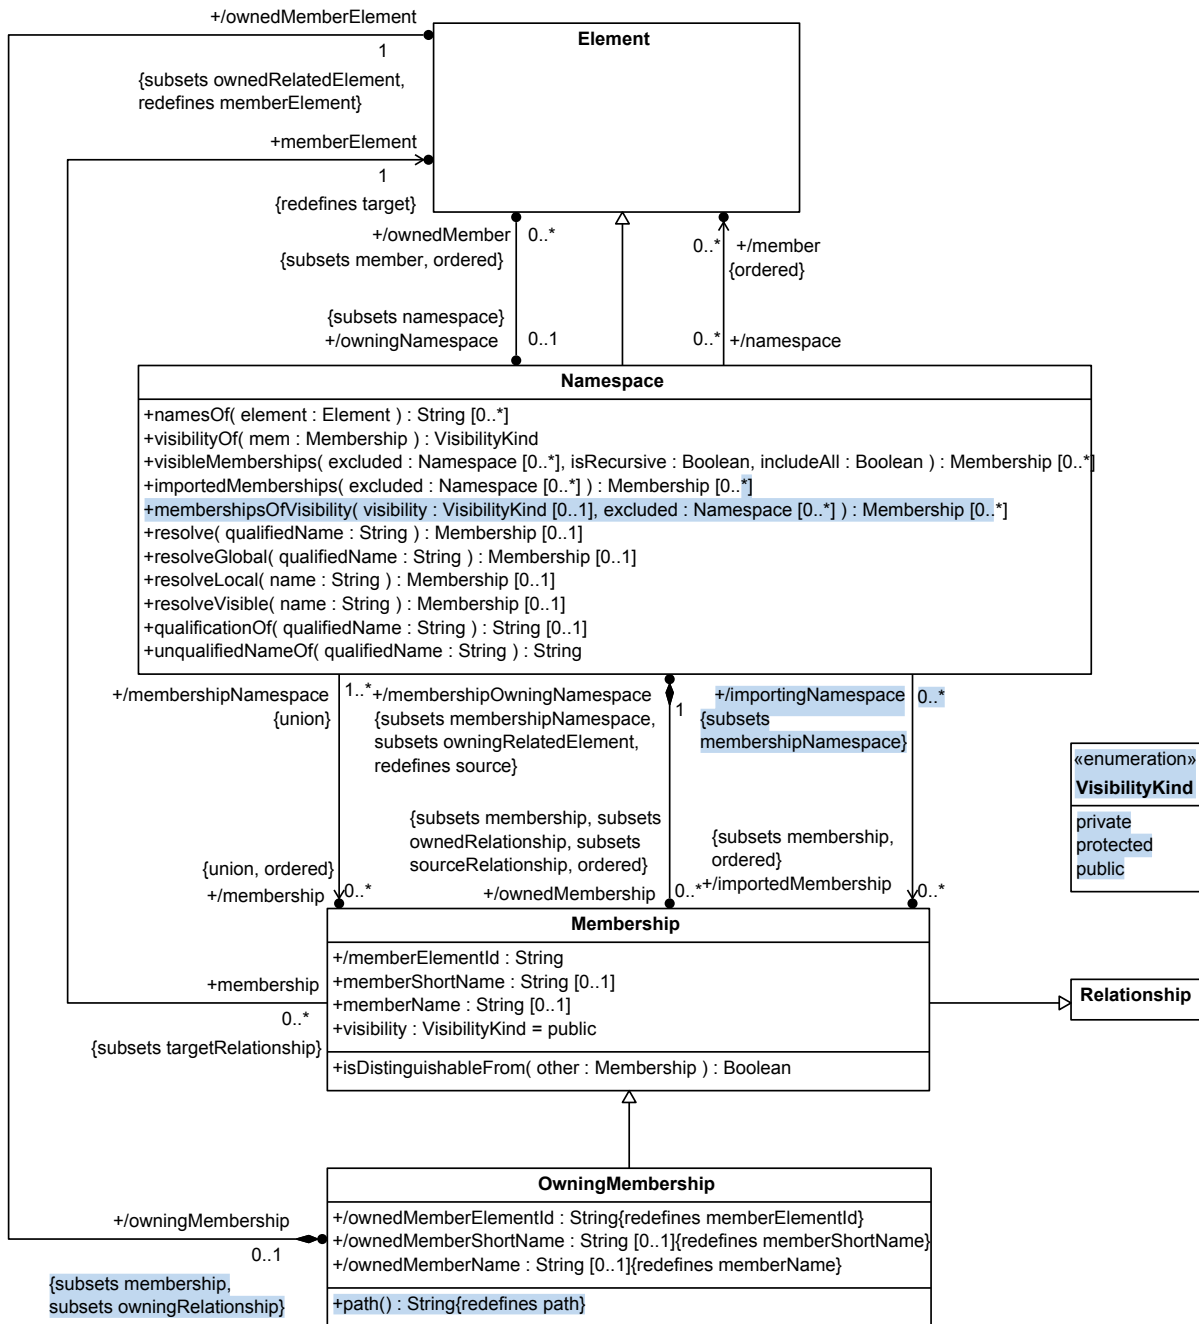 +/ownedMemberElement
1
{subsets ownedRelatedElement,
redefines memberElement}
+memberElement
1
{redefines target}
Element
+/ownedMember
0..*
{subsets member, ordered}
0..*
+/member
{ordered}
{subsets namespace}
+/owningNamespace
0..1
0..*
+/namespace
Namespace
+namesOf( element : Element ) : String [0..*]
+visibilityOf( mem : Membership ) : VisibilityKind
+visibleMemberships( excluded : Namespace [0..*], isRecursive : Boolean, includeAll : Boolean ) : Membership [0..*]
+importedMemberships( excluded : Namespace [0..*] ) : Membership [0..*]
+membershipsOfVisibility( visibility : VisibilityKind [0..1], excluded : Namespace [0..*] ) : Membership [0..*]
+resolve( qualifiedName : String ) : Membership [0..1]
+resolveGlobal( qualifiedName : String ) : Membership [0..1]
+resolveLocal( name : String ) : Membership [0..1]
+resolveVisible( name : String ) : Membership [0..1]
+qualificationOf( qualifiedName : String ) : String [0..1]
+unqualifiedNameOf( qualifiedName : String ) : String
+/membershipNamespace
1..*
{union}
+/membershipOwningNamespace
1
{subsets membershipNamespace,
subsets owningRelatedElement,
redefines source}
+/importingNamespace
0..*
{subsets
membershipNamespace}
«enumeration»
VisibilityKind
private
protected
public
{union, ordered}
+/membership
0..*
{subsets membership, subsets
ownedRelationship, subsets
sourceRelationship, ordered}
+/ownedMembership
0..*
{subsets membership,
ordered}
+/importedMembership
0..*
Membership
+/memberElementId : String
+memberShortName : String [0..1]
+memberName : String [0..1]
+visibility : VisibilityKind = public
+isDistinguishableFrom( other : Membership ) : Boolean
+membership
0..*
{subsets targetRelationship}
Relationship
OwningMembership
+/ownedMemberElementId : String{redefines memberElementId}
+/ownedMemberShortName : String [0..1]{redefines memberShortName}
+/ownedMemberName : String [0..1]{redefines memberName}
+path() : String{redefines path}
+/owningMembership
0..1
{subsets membership,
subsets owningRelationship}